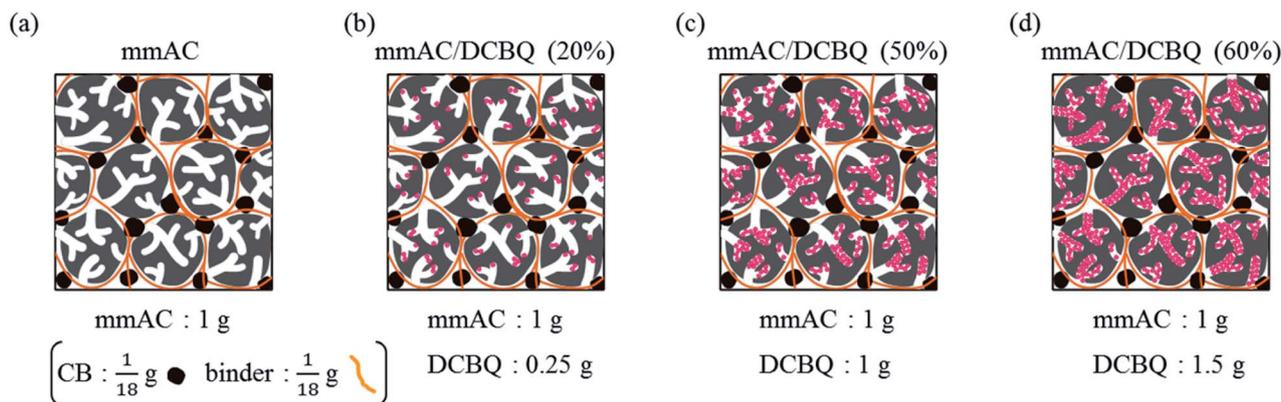 (a)
mmAC
mmAC : 1 g
CB : 1/18 g binder : 1/18 g
(b)
mmAC/DCBQ (20%)
mmAC : 1 g
DCBQ : 0.25 g
(c)
mmAC/DCBQ (50%)
mmAC : 1 g
DCBQ : 1 g
(d)
mmAC/DCBQ (60%)
mmAC : 1 g
DCBQ : 1.5 g